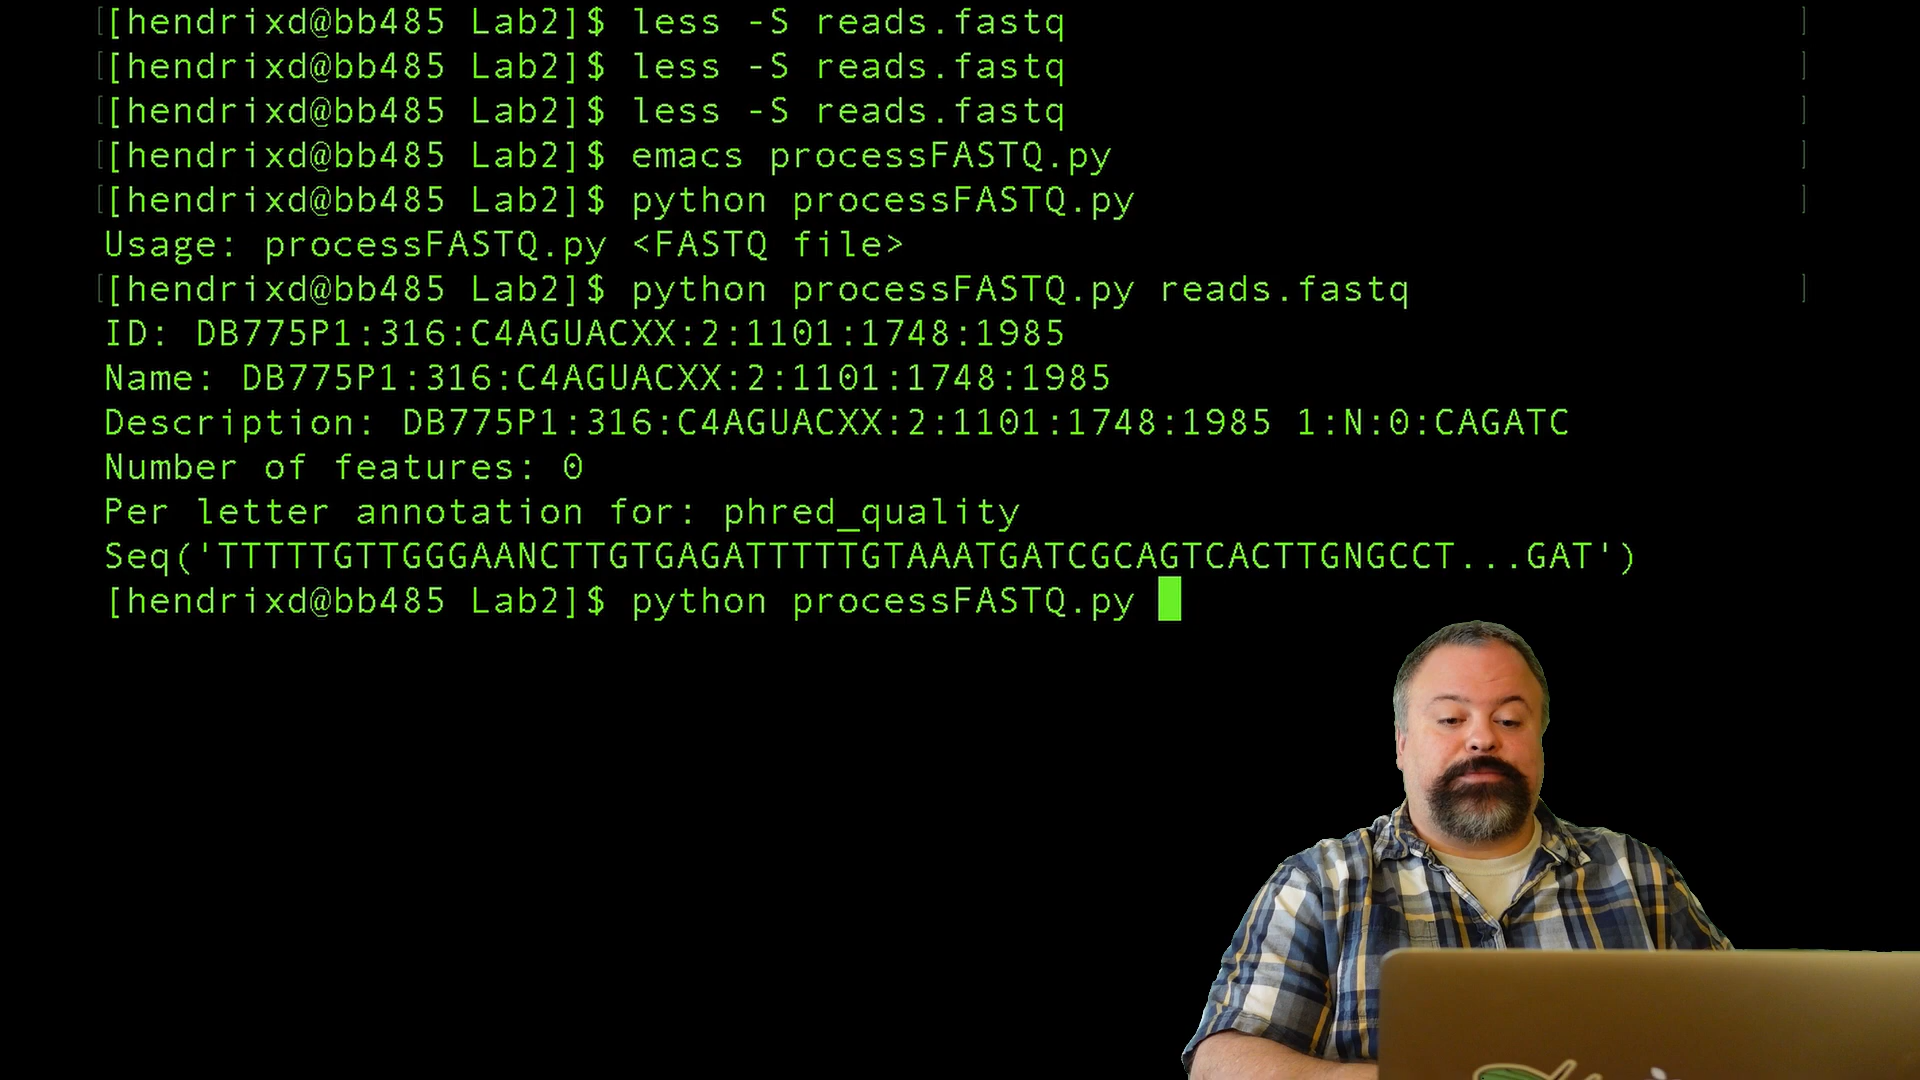 [[hendrixd@bb485 Lab2]$ less -S reads.fastq ]
[[hendrixd@bb485 Lab2]$ less -S reads.fastq ]
[[hendrixd@bb485 Lab2]$ less -S reads.fastq ]
[[hendrixd@bb485 Lab2]$ emacs processFASTQ.py ]
[[hendrixd@bb485 Lab2]$ python processFASTQ.py ]
Usage: processFASTQ.py <FASTQ file>
[[hendrixd@bb485 Lab2]$ python processFASTQ.py reads.fastq ]
ID: DB775P1:316:C4AGUACXX:2:1101:1748:1985
Name: DB775P1:316:C4AGUACXX:2:1101:1748:1985
Description: DB775P1:316:C4AGUACXX:2:1101:1748:1985 1:N:0:CAGATC
Number of features: 0
Per letter annotation for: phred_quality
Seq('TTTTTGTTGGGAANCTTGTGAGATTTTTGTAAATGATCGCAGTCACTTGNGCCT...GAT')
[hendrixd@bb485 Lab2]$ python processFASTQ.py